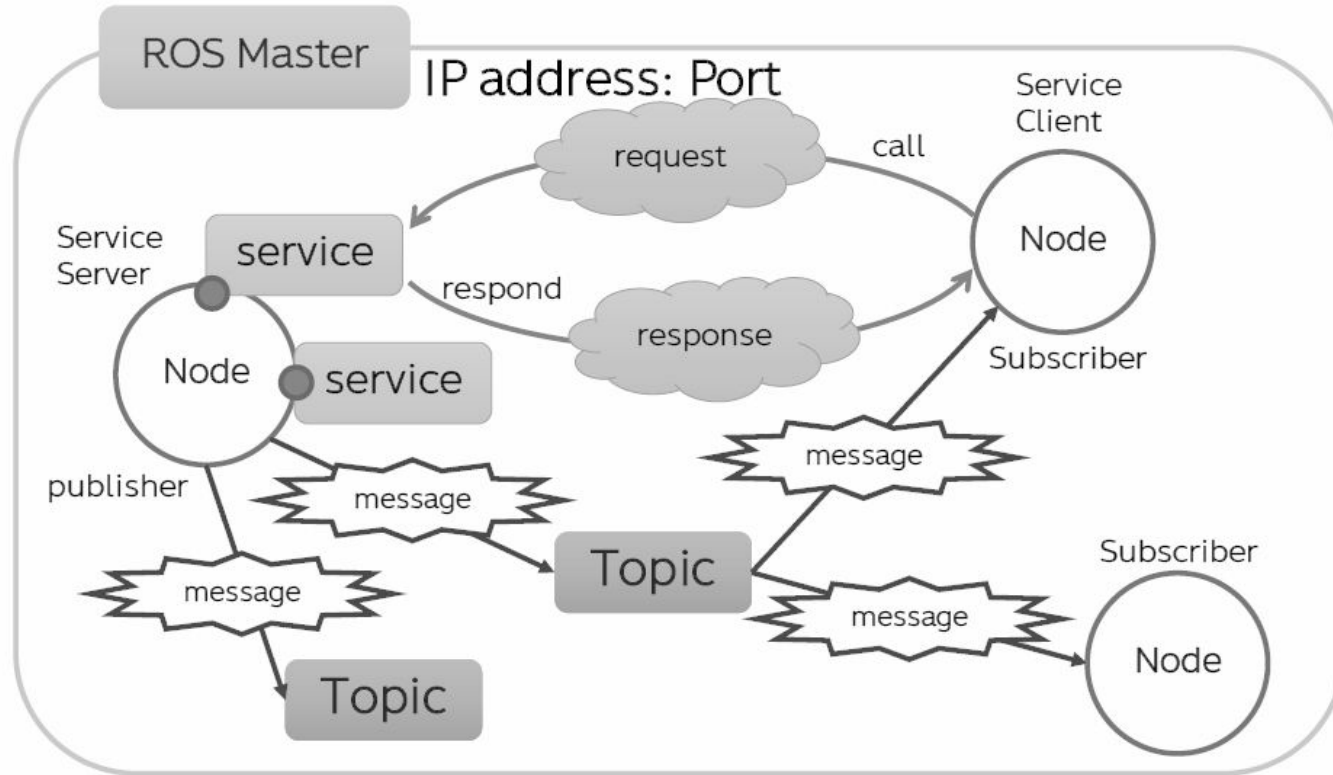 ROS Master
IP address: Port
Service
Client
request
call
Node
Service
Server
service
respond
response
Node
service
Subscriber
message
publisher
message
Topic
Subscriber
message
message
Node
Topic